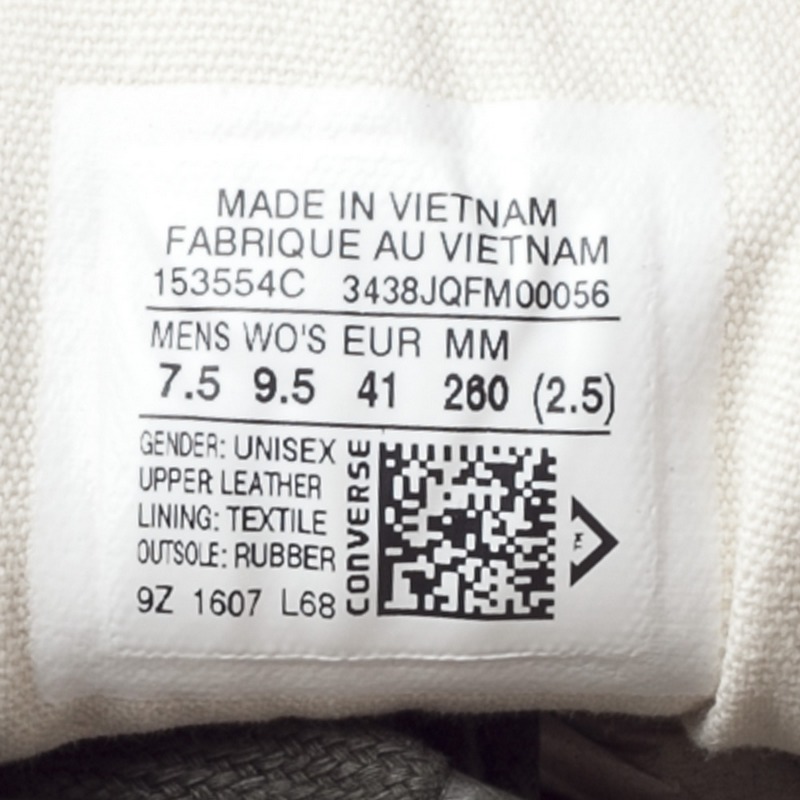 MADE IN VIETNAM
FABRIQUE AU VIETNAM
153554C 3438JQFM00056
MENS WO'S EUR MM
7.5 9.5 41 260 (2.5)
GENDER: UNISEX
UPPER LEATHER
LINING: TEXTILE
OUTSOLE: RUBBER
9Z 1607 L68
CONVERSE
TM